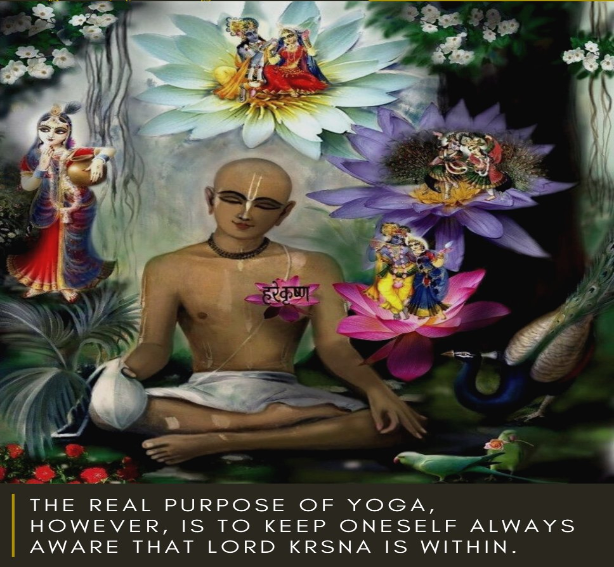 हरेकृष्ण
THE REAL PURPOSE OF YOGA,
HOWEVER, IS TO KEEP ONESELF ALWAYS
AWARE THAT LORD KRSNA IS WITHIN.